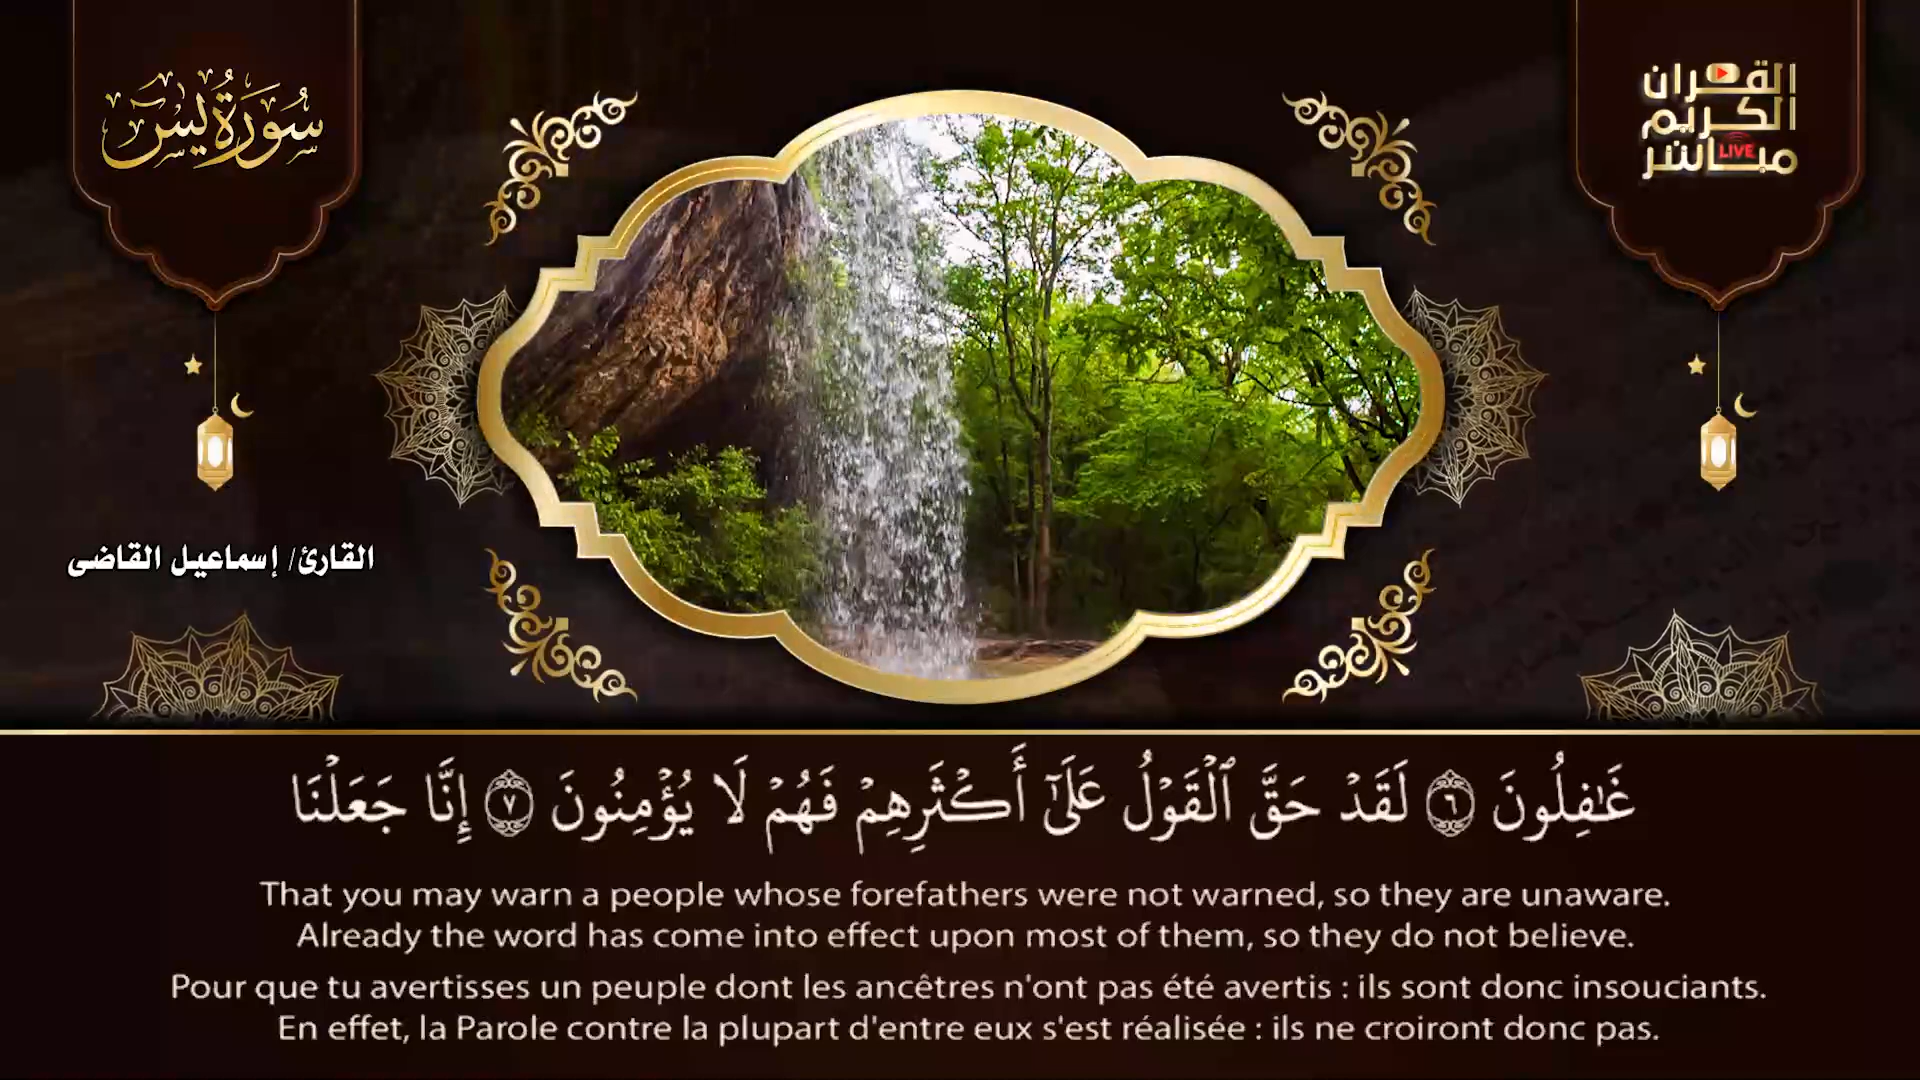 سُورَةُ يسٓ
القرآن
الكريم
مباشر
LIVE
القارئ/ إسماعيل القاضى
غَٰفِلُونَ ٦ لَقَدۡ حَقَّ ٱلۡقَوۡلُ عَلَىٰٓ أَكۡثَرِهِمۡ فَهُمۡ لَا يُؤۡمِنُونَ ٧ إِنَّا جَعَلۡنَا
That you may warn a people whose forefathers were not warned, so they are unaware.
Already the word has come into effect upon most of them, so they do not believe.
Pour que tu avertisses un peuple dont les ancêtres n'ont pas été avertis : ils sont donc insouciants.
En effet, la Parole contre la plupart d'entre eux s'est réalisée : ils ne croiront donc pas.